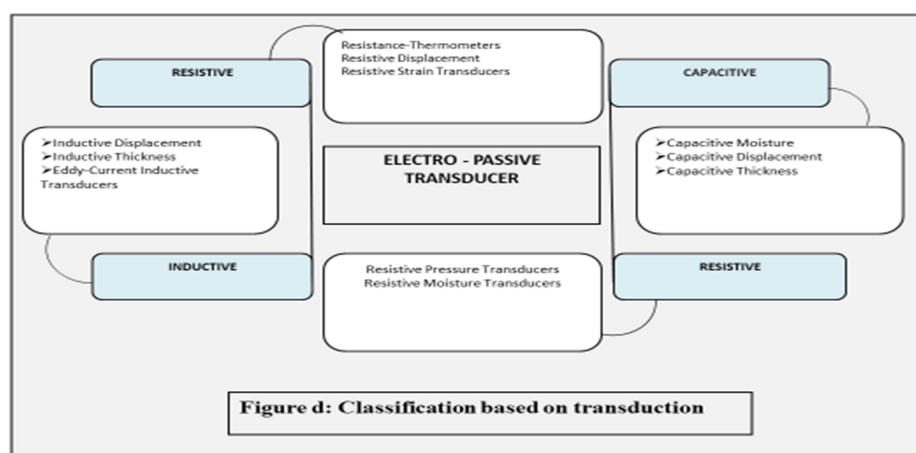 Resistance-Thermometers
Resistive Displacement
Resistive Strain Transducers
RESISTIVE
CAPACITIVE
➤Inductive Displacement
➤Inductive Thickness
➤Eddy-Current Inductive
Transducers
ELECTRO - PASSIVE
TRANSDUCER
➤Capacitive Moisture
➤Capacitive Displacement
➤Capacitive Thickness
INDUCTIVE
Resistive Pressure Transducers
Resistive Moisture Transducers
RESISTIVE
Figure d: Classification based on transduction